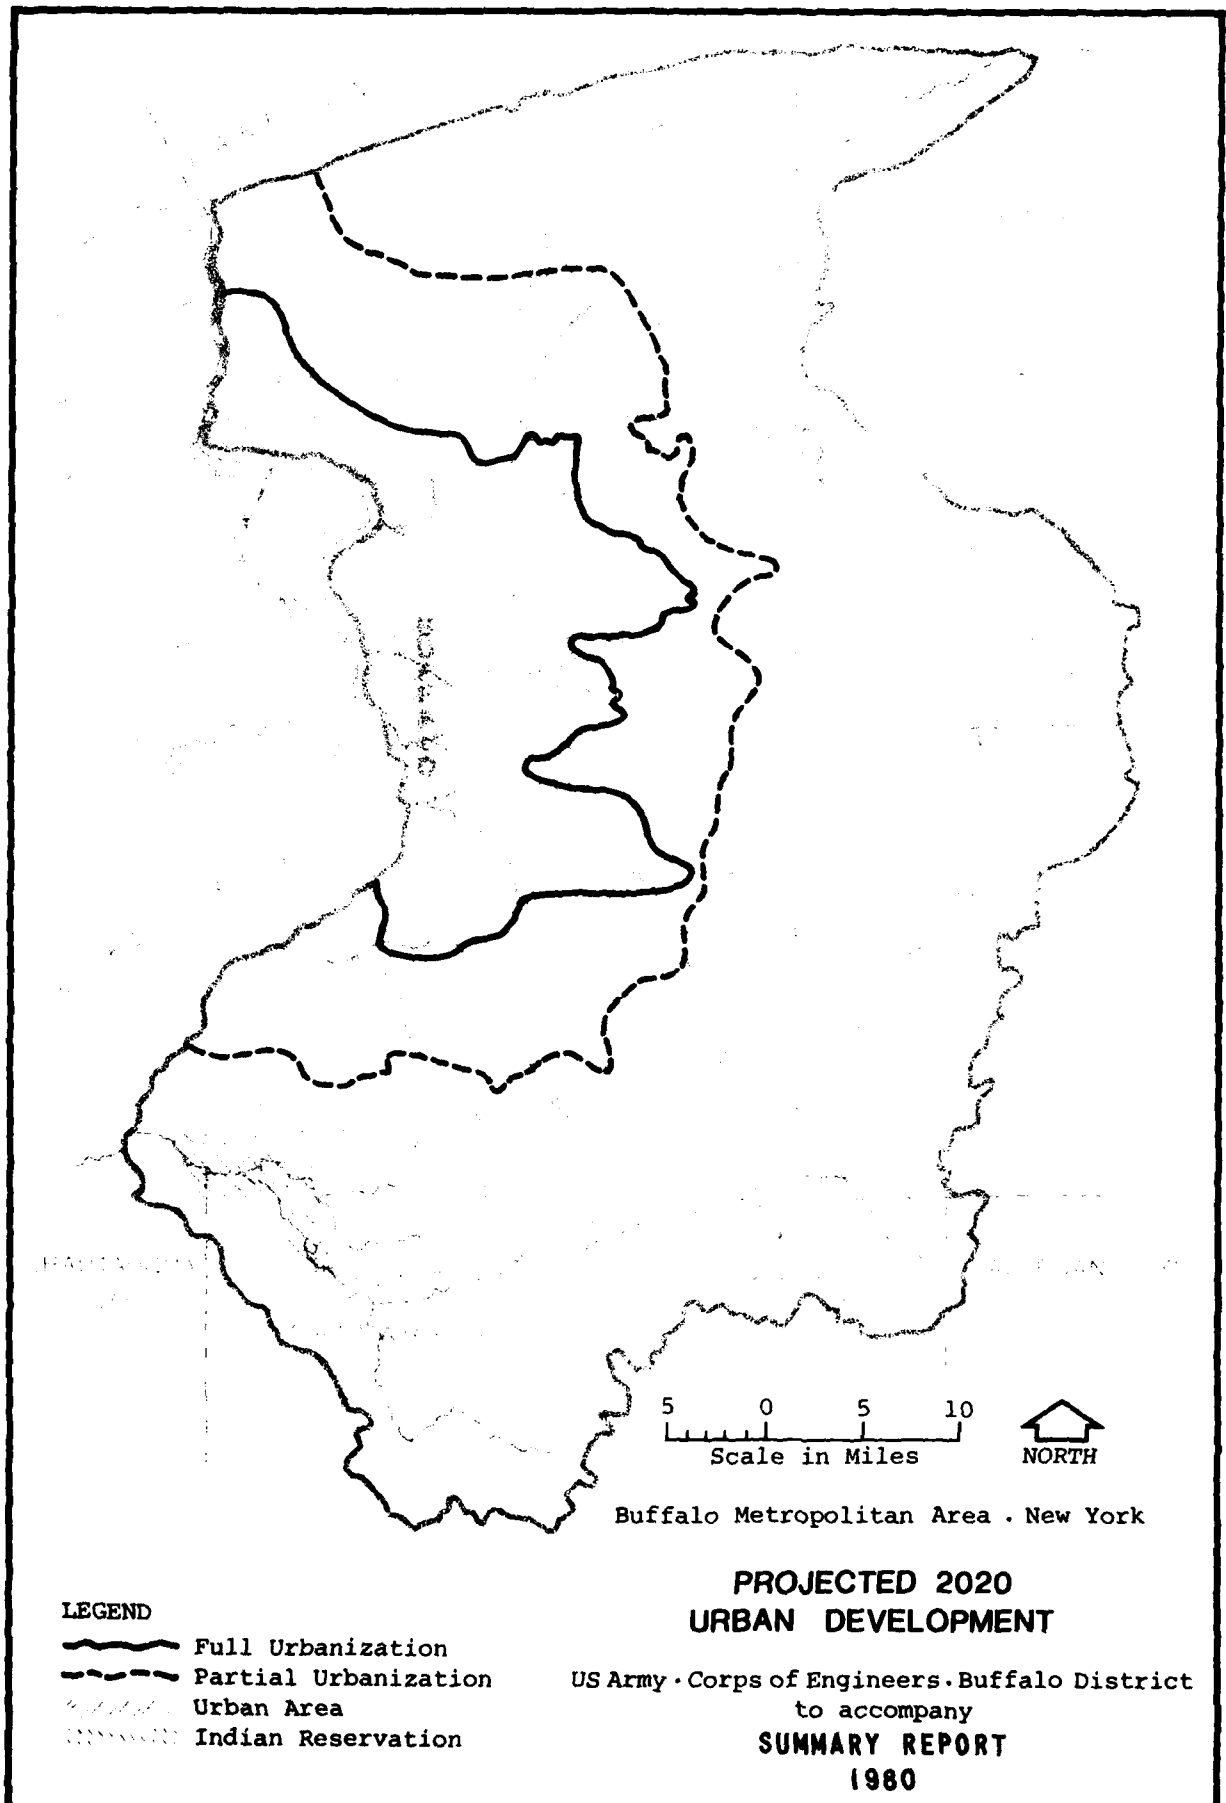 5 0 5 10
Scale in Miles
NORTH
Buffalo Metropolitan Area . New York
PROJECTED 2020
URBAN DEVELOPMENT
US Army · Corps of Engineers · Buffalo District
to accompany
SUMMARY REPORT
1980
LEGEND
Full Urbanization
Partial Urbanization
Urban Area
Indian Reservation